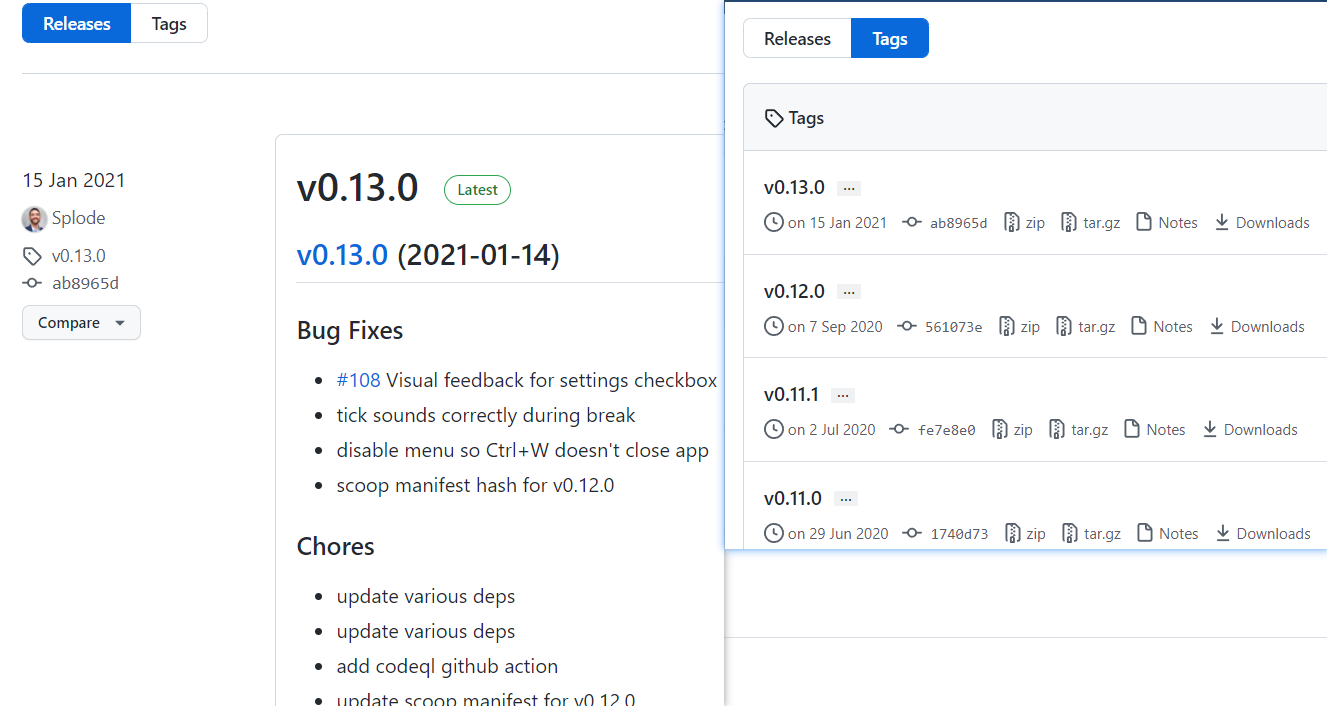 Releases Tags
15 Jan 2021
Splode
v0.13.0
ab8965d
Compare
v0.13.0 Latest
v0.13.0 (2021-01-14)
Bug Fixes
#108 Visual feedback for settings checkbox
tick sounds correctly during break
disable menu so Ctrl+W doesn't close app
scoop manifest hash for v0.12.0
Chores
update various deps
update various deps
add codeql github action
update scoop manifest for v0.12.0
Releases Tags
Tags
v0.13.0 ...
on 15 Jan 2021 ab8965d zip tar.gz Notes Downloads
v0.12.0 ...
on 7 Sep 2020 561073e zip tar.gz Notes Downloads
v0.11.1 ...
on 2 Jul 2020 fe7e8e0 zip tar.gz Notes Downloads
v0.11.0 ...
on 29 Jun 2020 1740d73 zip tar.gz Notes Downloads